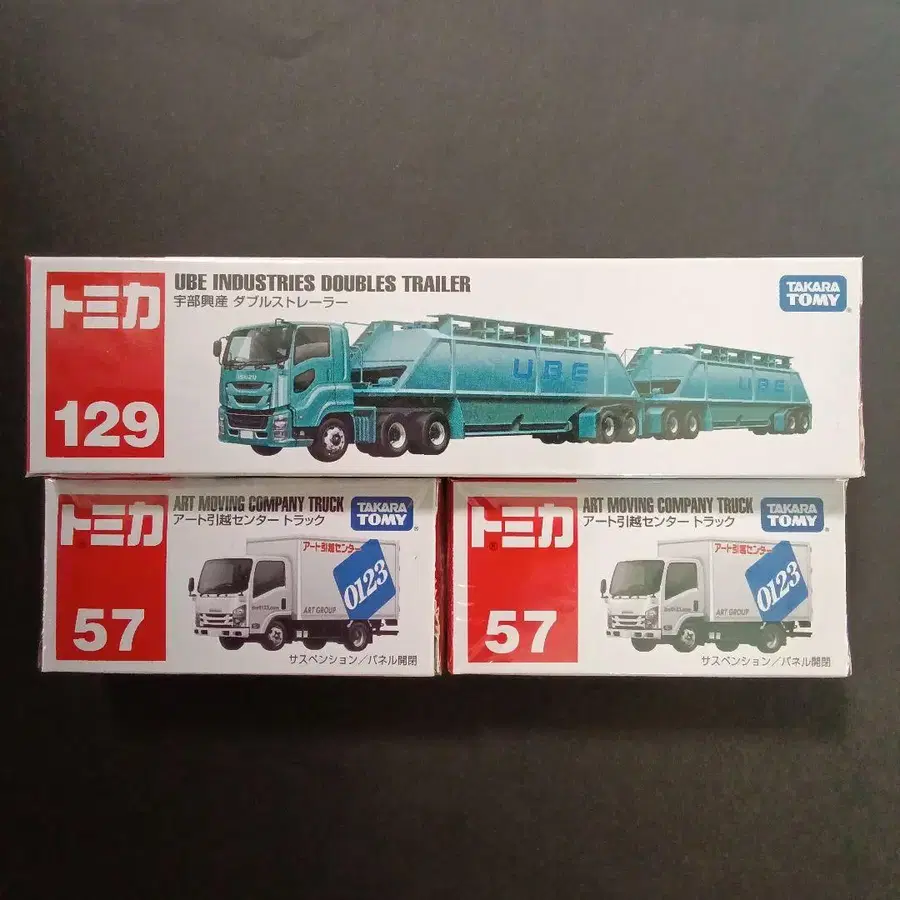 トミカ
129
UBE INDUSTRIES DOUBLES TRAILER
宇部興産 ダブルストレーラー
TAKARA
TOMY
ISUZU
UBE
UBE
トミカ
57
ART MOVING COMPANY TRUCK
アート引越センター トラック
TAKARA
TOMY
アート引越センター
0123
ART GROUP
サスペンション/パネル開閉
トミカ
57
ART MOVING COMPANY TRUCK
アート引越センター トラック
TAKARA
TOMY
アート引越センター
0123
ART GROUP
サスペンション/パネル開閉